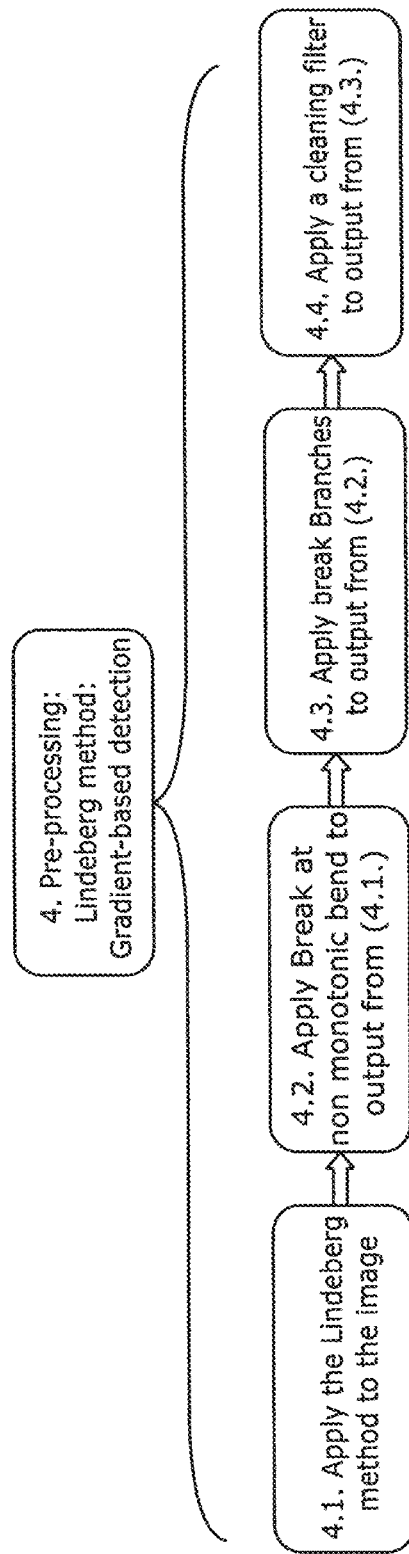 4. Pre-processing:
Lindeberg method:
Gradient-based detection
4.1. Apply the Lindeberg
method to the image
4.2. Apply Break at
non monotonic bend to
output from (4.1.)
4.3. Apply break Branches
to output from (4.2.)
4.4. Apply a cleaning filter
to output from (4.3.)